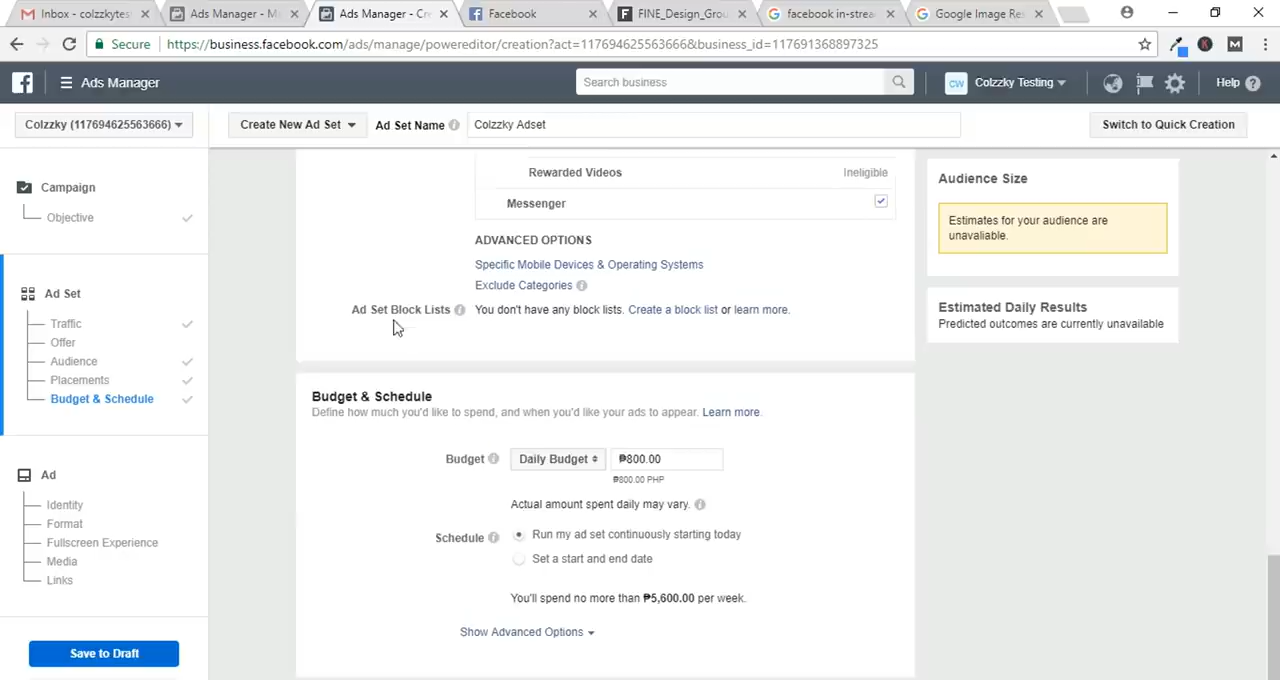 Inbox - colzzkytes
Ads Manager - M
Ads Manager - Cre
Facebook
FINE_Design_Grou
facebook in-strea
Google Image Res
Secure
https://business.facebook.com/ads/manage/powereditor/creation?act=117694625563666&business_id=117691368897325
Ads Manager
Search business
CW
Colzzky Testing
Help
Colzzky (117694625563666)
Create New Ad Set
Ad Set Name
Colzzky Adset
Switch to Quick Creation
Campaign
Objective
Ad Set
Traffic
Offer
Audience
Placements
Budget & Schedule
Ad
Identity
Format
Fullscreen Experience
Media
Links
Save to Draft
Rewarded Videos
Ineligible
Messenger
ADVANCED OPTIONS
Specific Mobile Devices & Operating Systems
Exclude Categories
Ad Set Block Lists
You don't have any block lists. Create a block list or learn more.
Budget & Schedule
Define how much you'd like to spend, and when you'd like your ads to appear. Learn more.
Budget
Daily Budget
₱800.00
₱800.00 PHP
Actual amount spent daily may vary.
Schedule
Run my ad set continuously starting today
Set a start and end date
You'll spend no more than ₱5,600.00 per week.
Show Advanced Options
Audience Size
Estimates for your audience are
unavailable.
Estimated Daily Results
Predicted outcomes are currently unavailable